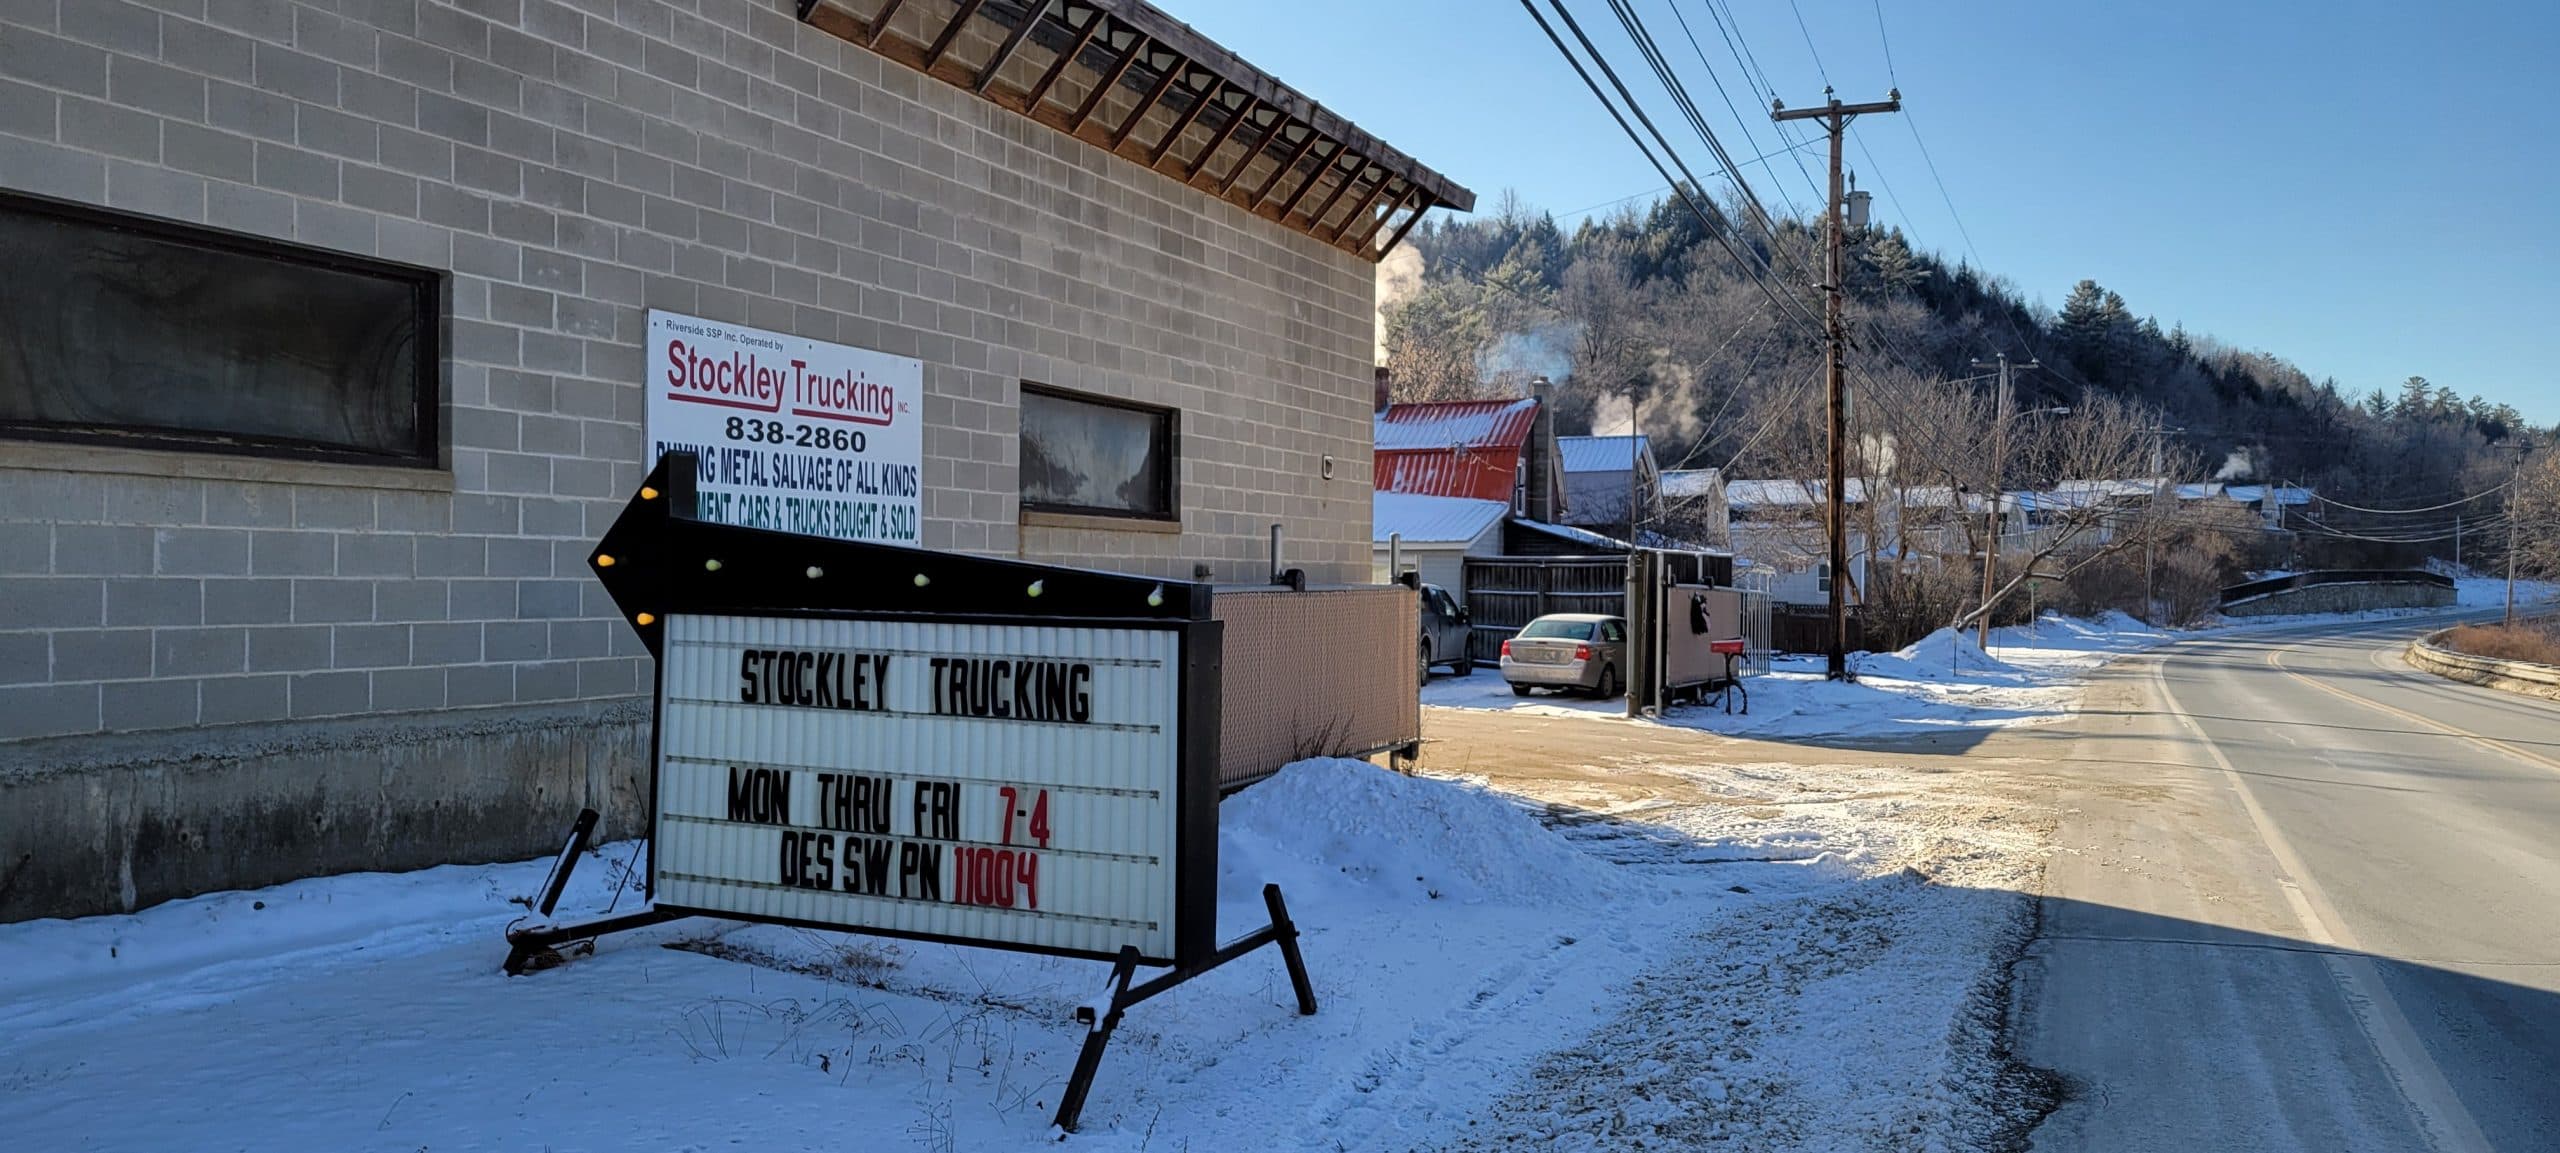 Riverside SSP Inc. Operated by
Stockley Trucking INC.
838-2860
METAL SALVAGE OF ALL KINDS
CARS & TRUCKS BOUGHT & SOLD
STOCKLEY TRUCKING
MON THRU FRI 7-4
DES SW PN 11004